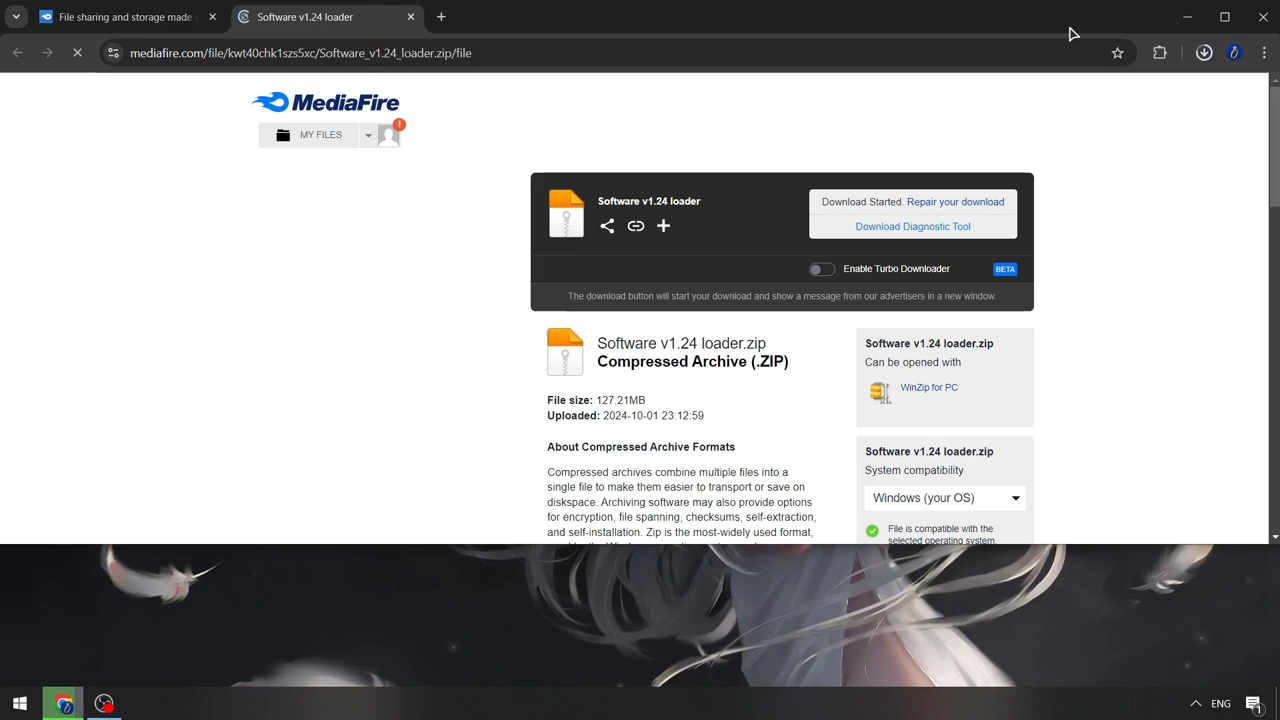 File sharing and storage made
Software v1.24 loader
mediafire.com/file/kwt40chk1szs5xc/Software_v1.24_loader.zip/file
MediaFire
MY FILES
!
Software v1.24 loader
Download Started. Repair your download
Download Diagnostic Tool
Enable Turbo Downloader
BETA
The download button will start your download and show a message from our advertisers in a new window.
Software v1.24 loader.zip
Compressed Archive (.ZIP)
File size: 127.21MB
Uploaded: 2024-10-01 23:12:59
About Compressed Archive Formats
Compressed archives combine multiple files into a
single file to make them easier to transport or save on
diskspace. Archiving software may also provide options
for encryption, file spanning, checksums, self-extraction,
and self-installation. Zip is the most-widely used format,
Software v1.24 loader.zip
Can be opened with
WinZip for PC
Software v1.24 loader.zip
System compatibility
Windows (your OS)
File is compatible with the
selected operating system.
ENG
1